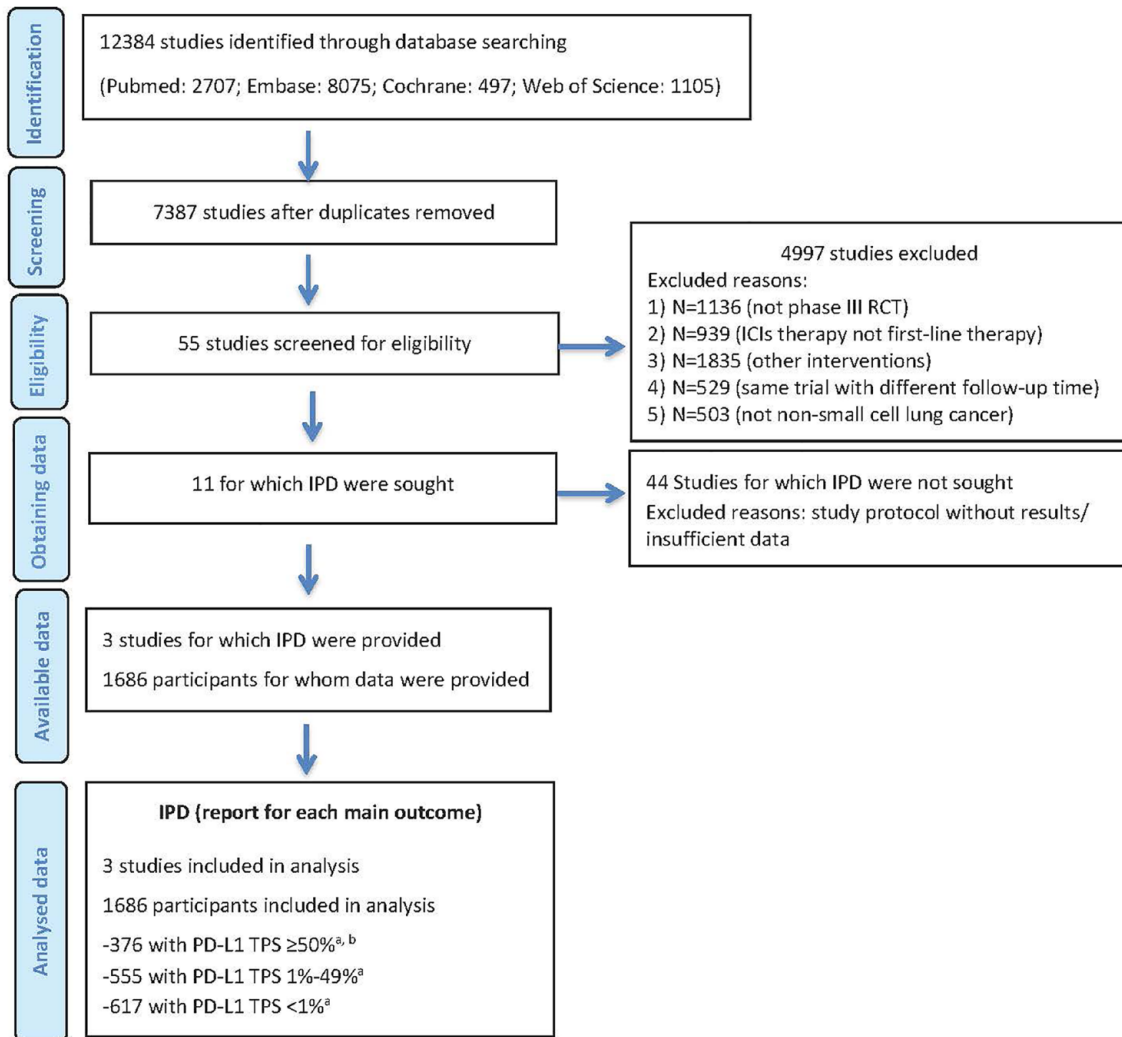 Identification
12384 studies identified through database searching
(Pubmed: 2707; Embase: 8075; Cochrane: 497; Web of Science: 1105)
Screening
7387 studies after duplicates removed
Eligibility
55 studies screened for eligibility
4997 studies excluded
Excluded reasons:
1) N=1136 (not phase III RCT)
2) N=939 (ICIs therapy not first-line therapy)
3) N=1835 (other interventions)
4) N=529 (same trial with different follow-up time)
5) N=503 (not non-small cell lung cancer)
Obtaining data
11 for which IPD were sought
44 Studies for which IPD were not sought
Excluded reasons: study protocol without results/
insufficient data
Available data
3 studies for which IPD were provided
1686 participants for whom data were provided
Analysed data
IPD (report for each main outcome)
3 studies included in analysis
1686 participants included in analysis
-376 with PD-L1 TPS ≥50%a, b
-555 with PD-L1 TPS 1%-49%a
-617 with PD-L1 TPS <1%a